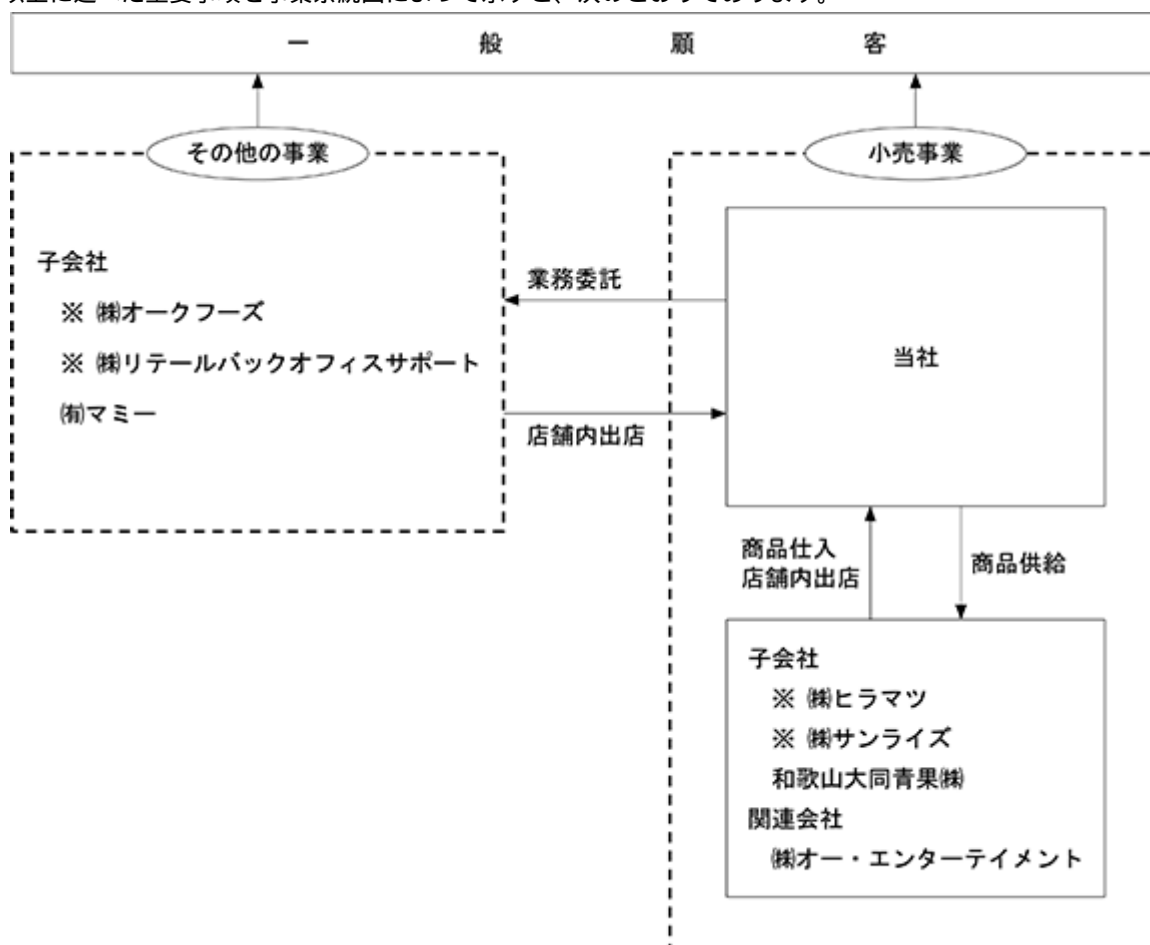 一般顧客
その他の事業
小売事業
子会社
※ ㈱オークフーズ
※ ㈱リテールバックオフィスサポート
㈲マミー
業務委託
店舗内出店
当社
商品仕入
店舗内出店
商品供給
子会社
※ ㈱ヒラマツ
※ ㈱サンライズ
和歌山大同青果㈱
関連会社
㈱オー・エンターテイメント